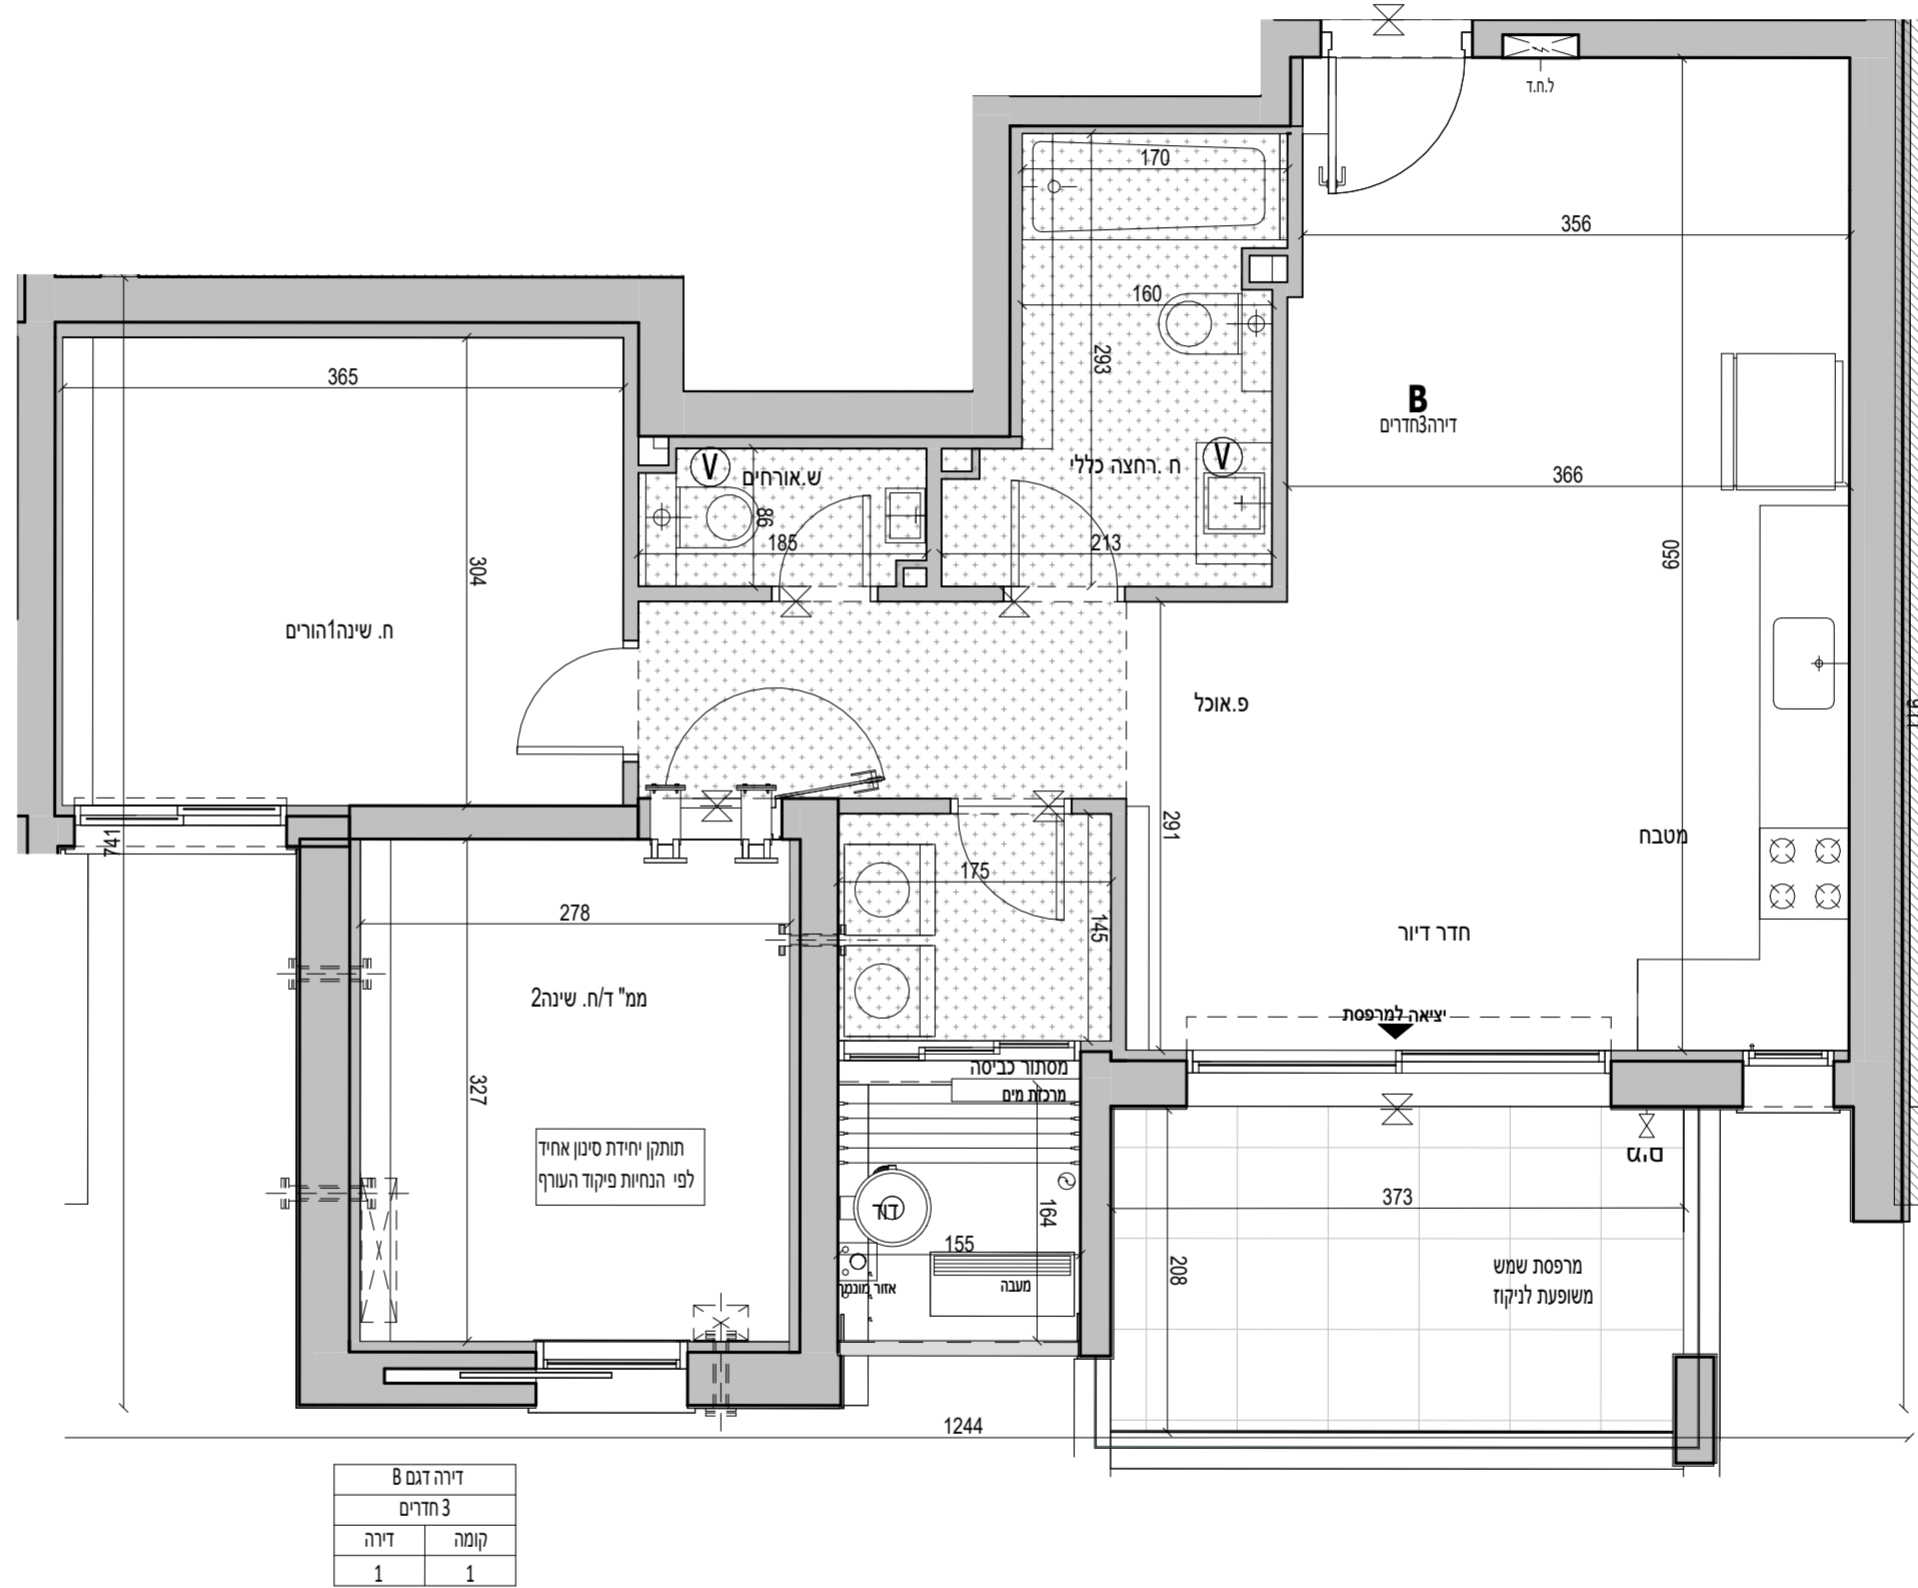 ל.ח.ד
170
356
160
293
365
B
דירה3חדרים
ח .רחצה כללי
V
V
ש.אורחים
366
86
185
213
304
650
ח. שינה1הורים
פ.אוכל
291
741
מטבח
175
145
278
חדר דיור
ממ" ד/ח. שינה2
יציאה למרפסת
מסתור כביסה
מרכזת מים
327
תותקן יחידת סינון אחיד
לפי הנחיות פיקוד העורף
מים
373
164
דוד
155
208
מרפסת שמש
משופעת לניקוז
אזור מונמך
מעבה
1244
דירה דגם B
3 חדרים
קומה דירה
1 1